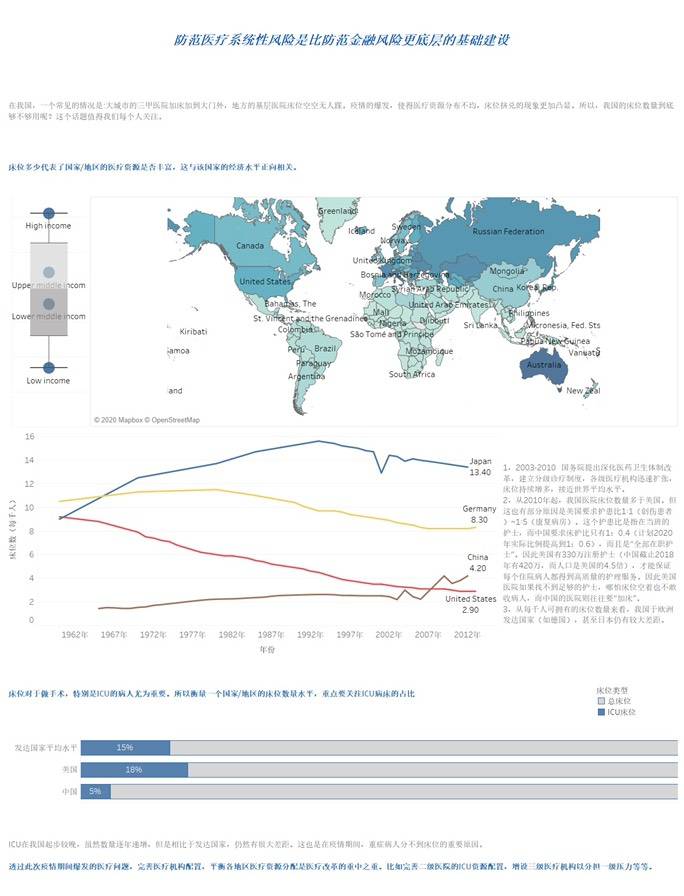 防范医疗系统性风险是比防范金融风险更底层的基础建设
在我国，一个常见的情况是:大城市的三甲医院加床加到大门外，地方的基层医院床位空空无人踩。疫情的爆发，使得医疗资源分布不均，床位挤兑的现象更加凸显。所以，我国的床位数量到底
够不够用呢？这个话题值得我们每个人关注。
床位多少代表了国家/地区的医疗资源是否丰富，这与该国家的经济水平正向相关。
High income
Upper middle incom
Lower middle incom
Low income
Greenland
Iceland
Sweden
Norway
Russian Federation
Canada
United Kingdom
Bosnia and Herzegovina
Mongolia
United States
Syrian Arab Republic
China
Korea, Rep.
Morocco
Bahamas, The
United Arab Emirates
Philippines
St. Vincent and the Grenadines
Mali
Nigeria
Djibouti
Sri Lanka
Micronesia, Fed. Sts
Kiribati
Colombia
São Tomé and Principe
Papua New Guinea
amoa
Peru
Brazil
Mozambique
Vanuatu
Paraguay
Australia
Argentina
South Africa
and
New Zeal
© 2020 Mapbox © OpenStreetMap
床位数（每千人）
16
14
12
10
8
6
4
2
0
Japan
13.40
Germany
8.30
China
4.20
United States
2.90
1962年 1967年 1972年 1977年 1982年 1987年 1992年 1997年 2002年 2007年 2012年
年份
1，2003-2010 国务院提出深化医药卫生体制改
革，建立分级诊疗制度，各级医疗机构迅速扩张，
床位持续增多，接近世界平均水平。
2，从2010年起，我国医院床位数量多于美国。但
这也有部分原因是美国要求护患比1:1（创伤患者
）~1:5（康复病房）。这个护患比是指在当班的
护士，而中国要求床护比只有1：0.4（计划2020
年实际比例提高到1：0.6），而且是“全部在职护
士”。因此美国有330万注册护士（中国截止2018
年有420万，而人口是美国的4.5倍），才能保证
每个住院病人都得到高质量的护理服务。因此美国
医院如果找不到足够的护士，哪怕床位空着也不敢
收病人，而中国的医院则往往要“加床”。
3，从每千人可拥有的床位数量来看，我国于欧洲
发达国家（如德国），甚至日本仍有较大差距。
床位对于做手术，特别是ICU的病人尤为重要。所以衡量一个国家/地区的床位数量水平，重点要关注ICU病床的占比
床位类型
总床位
ICU床位
发达国家平均水平 15%
美国 18%
中国 5%
ICU在我国起步较晚，虽然数量逐年递增，但是相比于发达国家，仍然有很大差距。这也是在疫情期间，重症病人分不到床位的重要原因。
透过此次疫情期间爆发的医疗问题，完善医疗机构配置，平衡各地区医疗资源分配是医疗改革的重中之重。比如完善二级医院的ICU资源配置，增设三级医疗机构以分担一级压力等等。